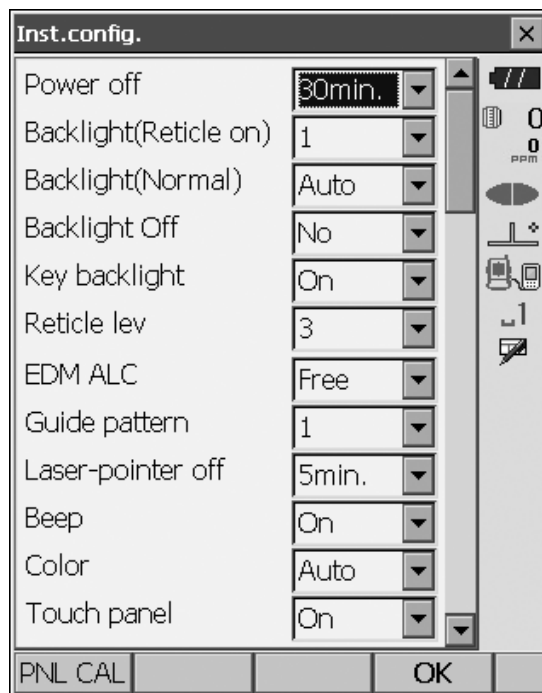 Inst.config.
Power off 30min.
Backlight(Reticle on) 1
Backlight(Normal) Auto
Backlight Off No
Key backlight On
Reticle lev 3
EDM ALC Free
Guide pattern 1
Laser-pointer off 5min.
Beep On
Color Auto
Touch panel On
0
0
PPM
1
PNL CAL OK